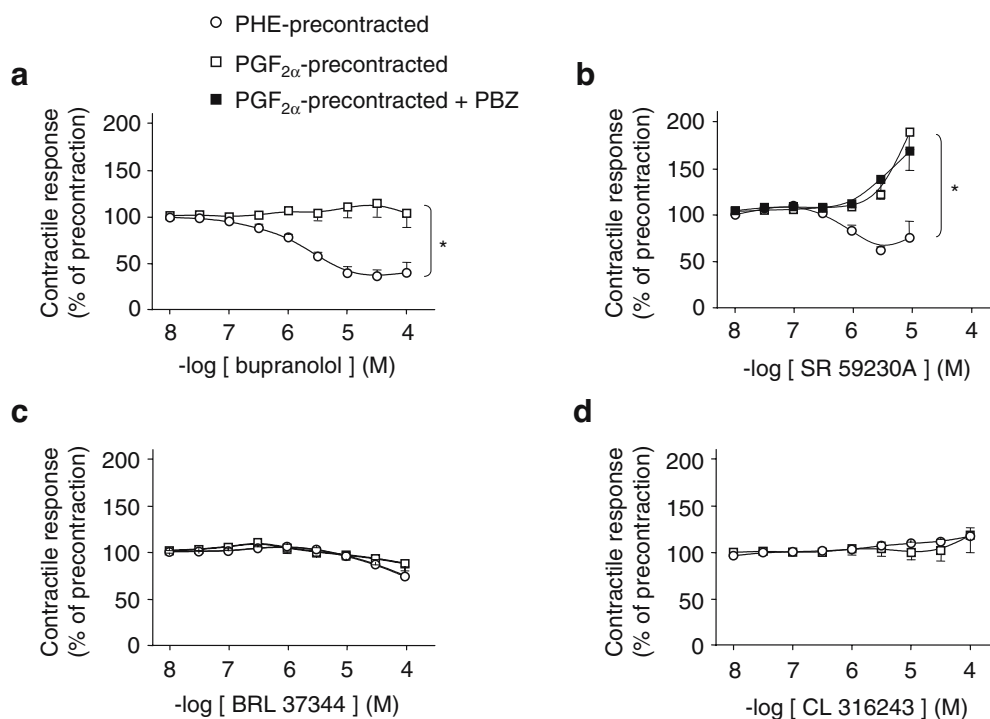 PHE-precontracted
PGF2α-precontracted
PGF2α-precontracted + PBZ
a
Contractile response
(% of precontraction)
200
150
100
50
0
8 7 6 5 4
-log [ bupranolol ] (M)
*
b
Contractile response
(% of precontraction)
200
150
100
50
0
8 7 6 5 4
-log [ SR 59230A ] (M)
*
c
Contractile response
(% of precontraction)
200
150
100
50
0
8 7 6 5 4
-log [ BRL 37344 ] (M)
d
Contractile response
(% of precontraction)
200
150
100
50
0
8 7 6 5 4
-log [ CL 316243 ] (M)